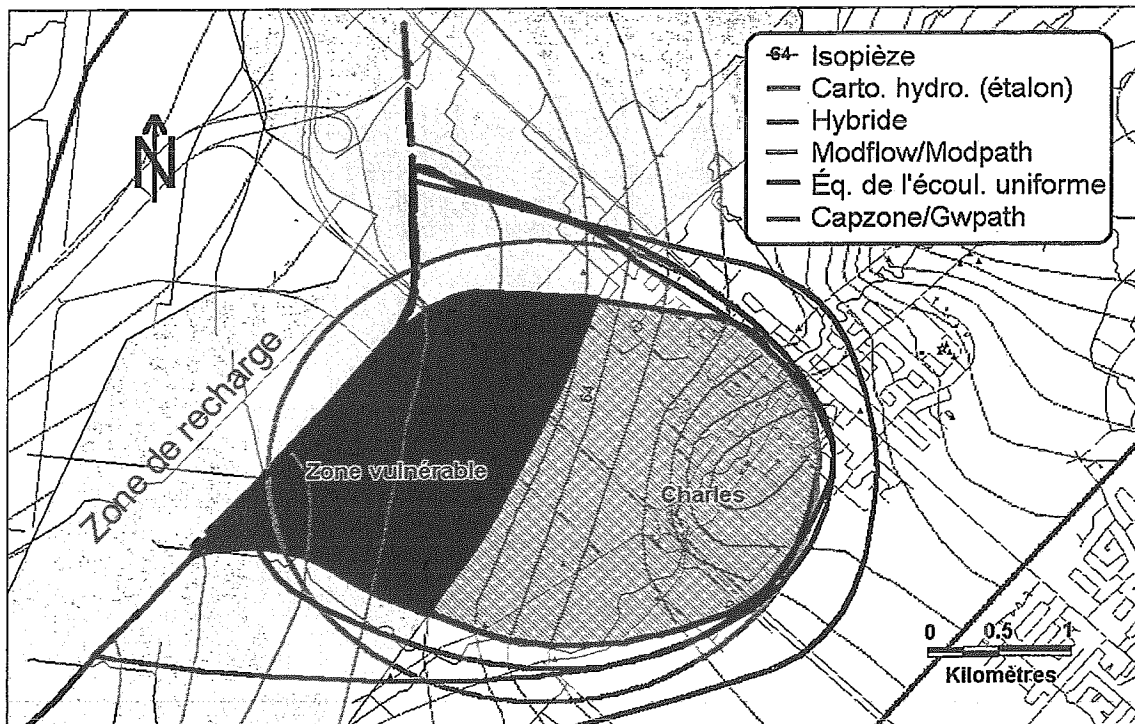 64 Isopièze
Carto. hydro. (étalon)
Hybride
Modflow/Modpath
Éq. de l'écoul. uniforme
Capzone/Gwpath
N
Zone de recharge
64
Zone vulnérable
Charles
0 0.5 1
Kilomètres